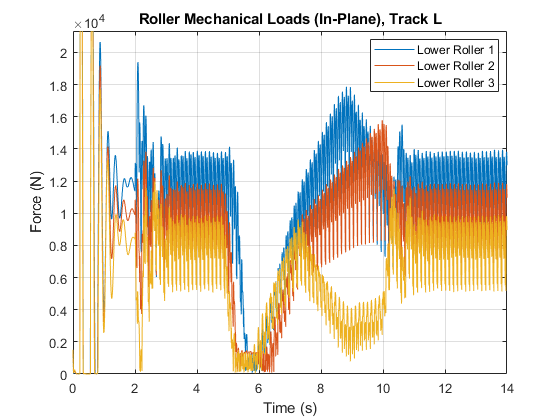 Roller Mechanical Loads (In-Plane), Track L
×10⁴
Lower Roller 1
Lower Roller 2
Lower Roller 3
2
1.8
1.6
1.4
1.2
1
0.8
0.6
0.4
0.2
0
Force (N)
0 2 4 6 8 10 12 14
Time (s)